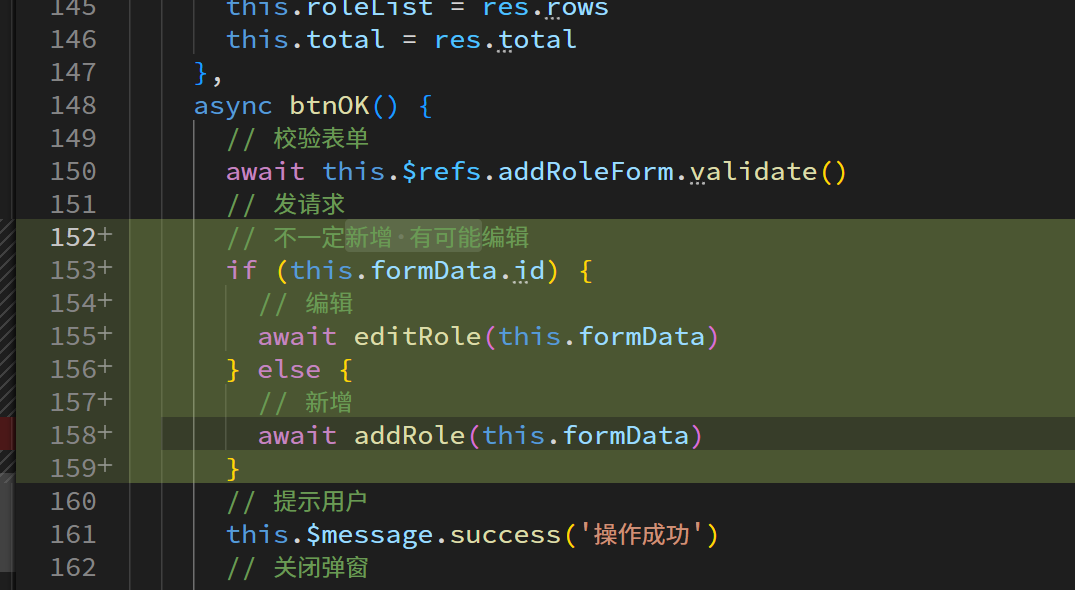 145 this.roleList = res.rows
146 this.total = res.total
147 },
148 async btnOK() {
149 // 校验表单
150 await this.$refs.addRoleForm.validate()
151 // 发请求
152+ // 不一定新增·有可能编辑
153+ if (this.formData.id) {
154+ // 编辑
155+ await editRole(this.formData)
156+ } else {
157+ // 新增
158+ await addRole(this.formData)
159+ }
160 // 提示用户
161 this.$message.success('操作成功')
162 // 关闭弹窗